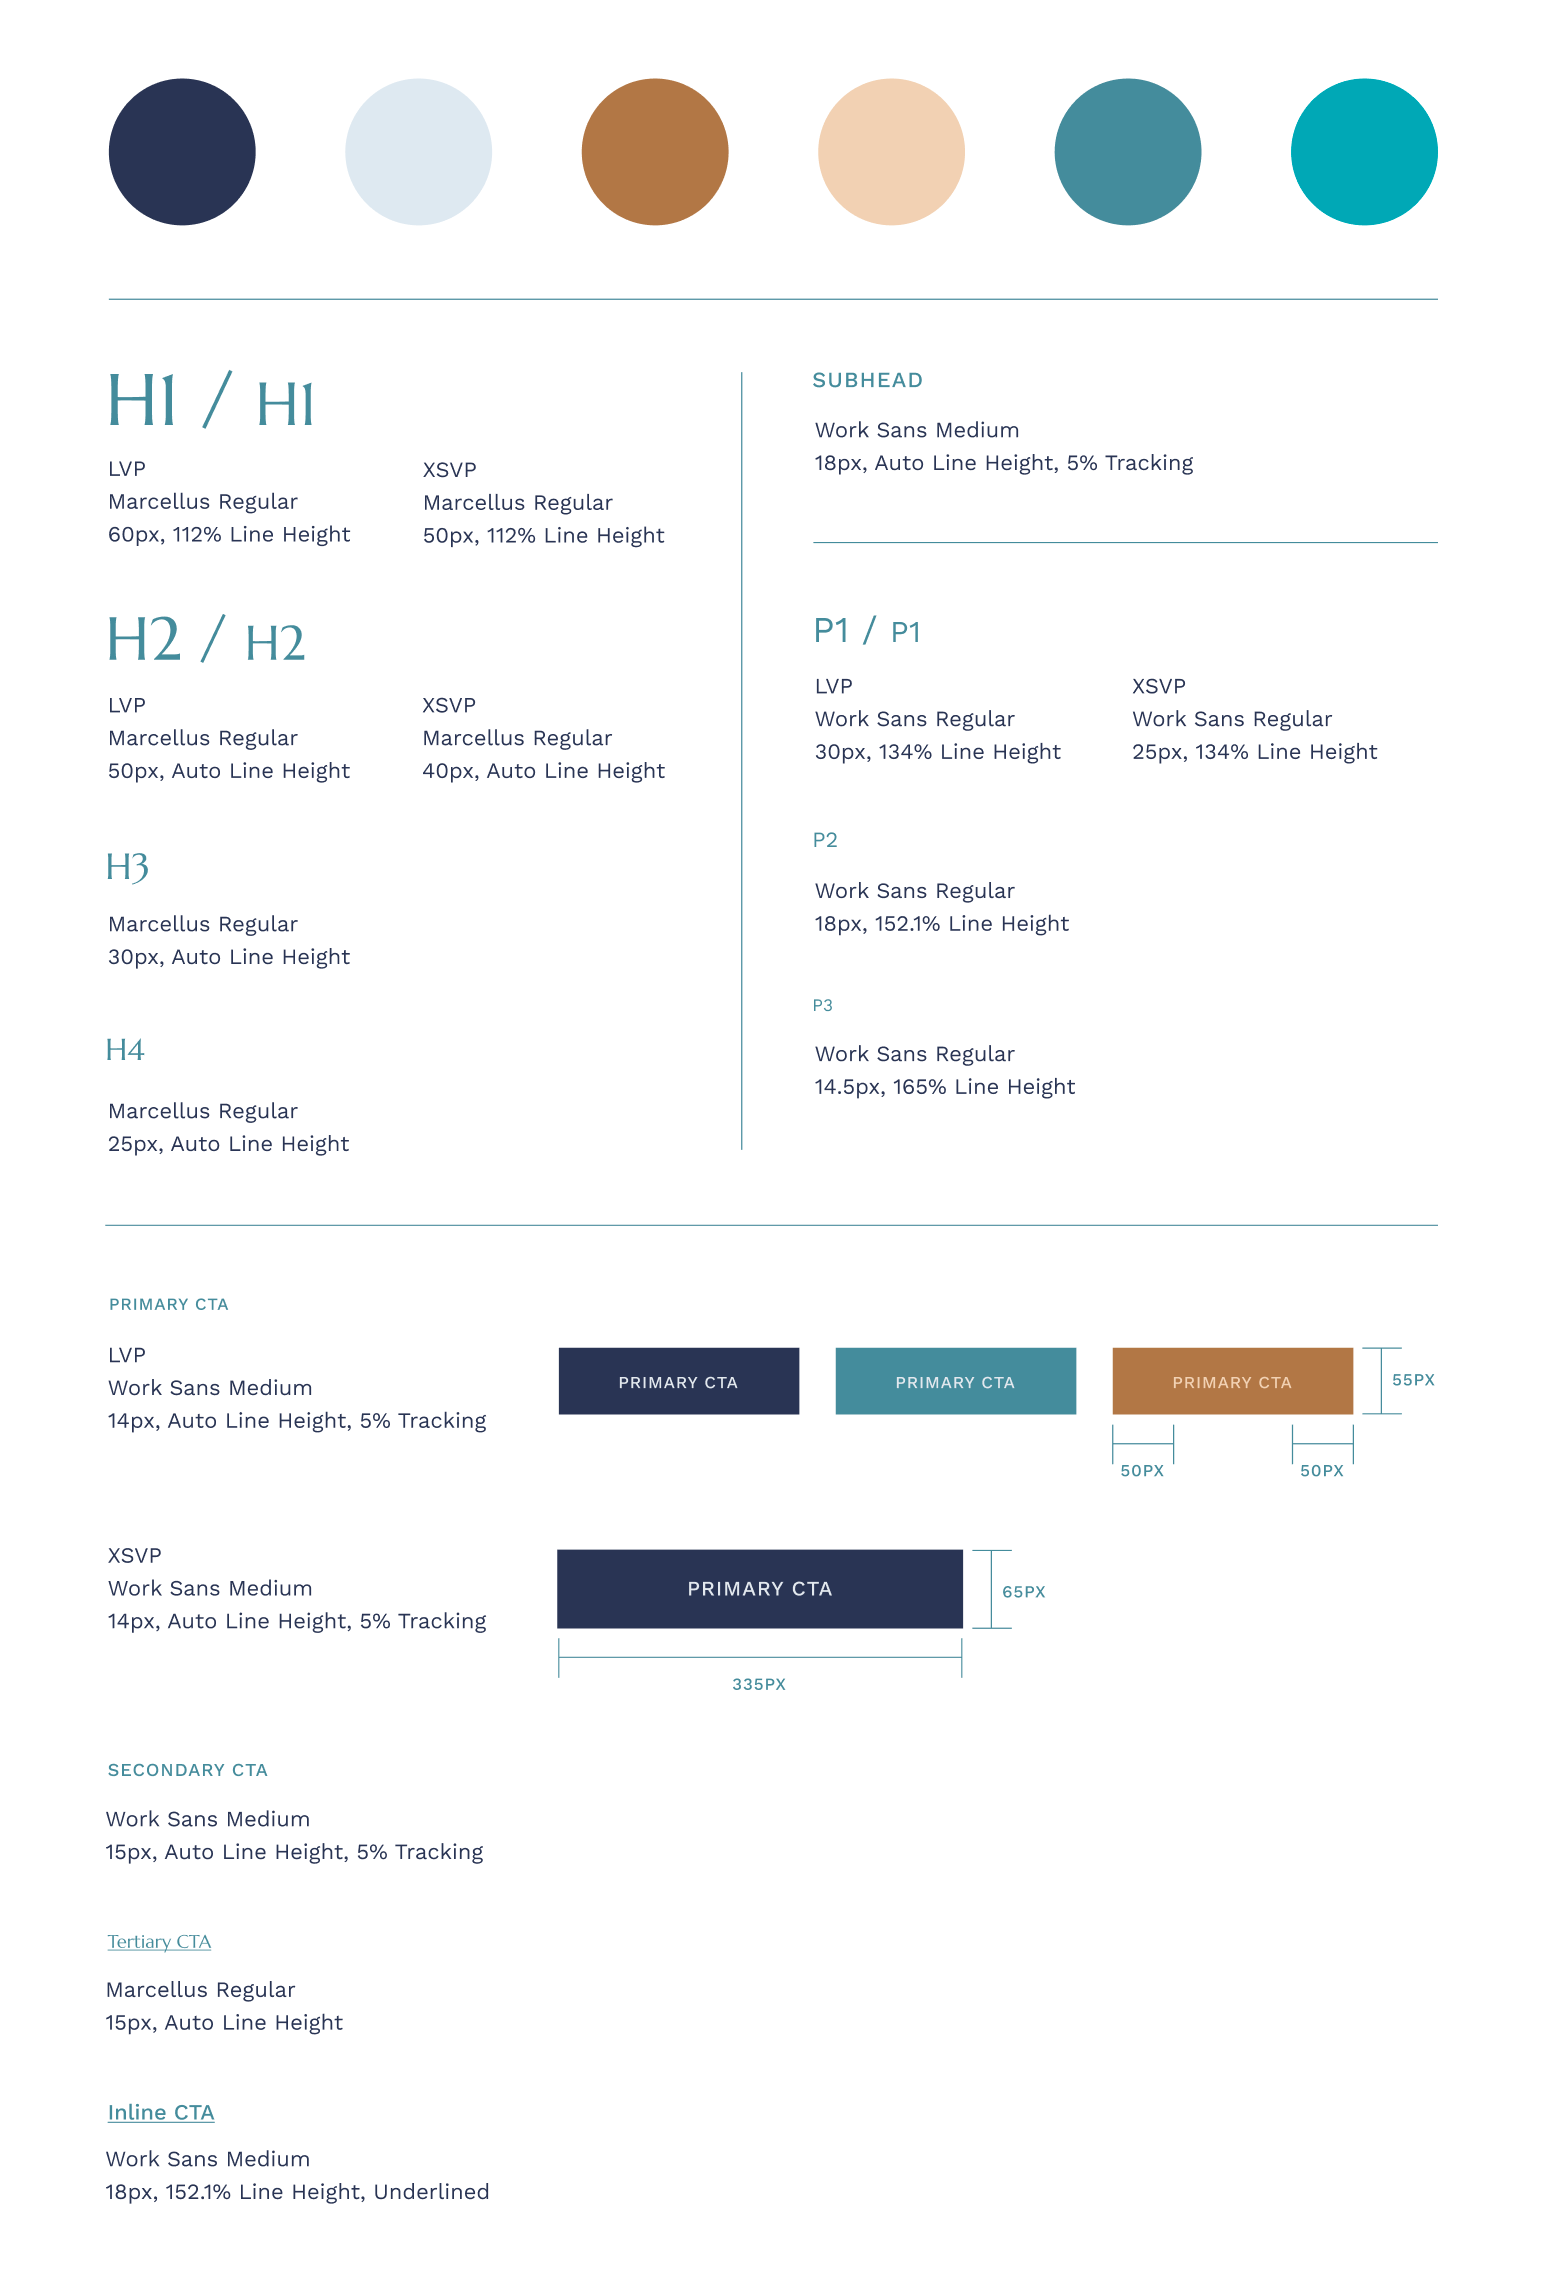 H1 / H1
LVP
Marcellus Regular
60px, 112% Line Height
XSVP
Marcellus Regular
50px, 112% Line Height
H2 / H2
LVP
Marcellus Regular
50px, Auto Line Height
XSVP
Marcellus Regular
40px, Auto Line Height
H3
Marcellus Regular
30px, Auto Line Height
H4
Marcellus Regular
25px, Auto Line Height
SUBHEAD
Work Sans Medium
18px, Auto Line Height, 5% Tracking
P1 / P1
LVP
Work Sans Regular
30px, 134% Line Height
XSVP
Work Sans Regular
25px, 134% Line Height
P2
Work Sans Regular
18px, 152.1% Line Height
P3
Work Sans Regular
14.5px, 165% Line Height
PRIMARY CTA
LVP
Work Sans Medium
14px, Auto Line Height, 5% Tracking
PRIMARY CTA
PRIMARY CTA
PRIMARY CTA
55PX
50PX
50PX
XSVP
Work Sans Medium
14px, Auto Line Height, 5% Tracking
PRIMARY CTA
65PX
335PX
SECONDARY CTA
Work Sans Medium
15px, Auto Line Height, 5% Tracking
Tertiary CTA
Marcellus Regular
15px, Auto Line Height
Inline CTA
Work Sans Medium
18px, 152.1% Line Height, Underlined